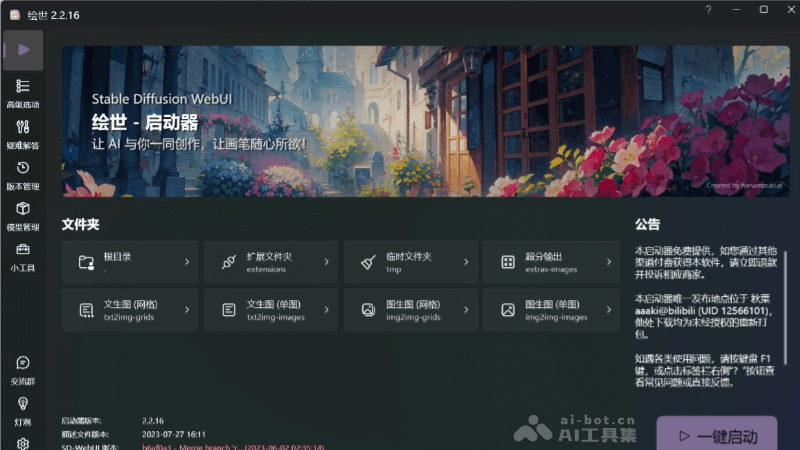 绘世 2.2.16
?
高级选项
疑难解答
版本管理
模型管理
小工具
交流群
灯泡
Stable Diffusion WebUI
绘世 - 启动器
让 AI 与你一同创作，让画笔随心所欲！
Created by hanamizuki.ai
文件夹
根目录
.
扩展文件夹
extensions
临时文件夹
tmp
超分输出
extras-images
文生图 (网格)
txt2img-grids
文生图 (单图)
txt2img-images
图生图 (网格)
img2img-grids
图生图 (单图)
img2img-images
公告
本启动器免费提供，如您通过其他
渠道付费获得本软件，请立即退款
并投诉相应商家。
本启动器唯一发布地点位于 秋葉
aaaki@bilibili (UID 12566101)，
他处下载均为未经授权的重新打
包。
如遇各类使用问题，请按键盘 F1
键，或点击标签栏右侧“？”按钮查
看常见问题或直接反馈。
启动器版本:
2.2.16
描述文件版本:
2023-07-27 16:11
SD-WebUI 版本:
b6af0a3 - Merge branch 'r... (2023-06-02 02:35:14)
ai-bot.cn
AI工具集
一键启动